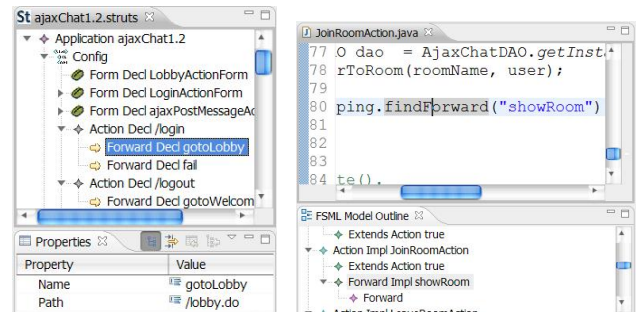 St ajaxChat1.2.struts
Application ajaxChat1.2
Config
Form Decl LobbyActionForm
Form Decl LoginActionForm
Form Decl ajaxPostMessageAc
Action Decl /login
Forward Decl gotoLobby
Forward Decl fail
Action Decl /logout
Forward Decl gotoWelcom
Properties
Property Value
Name gotoLobby
Path /lobby.do
JoinRoomAction.java
77 O dao = AjaxChatDAO.getInst
78 rToRoom(roomName, user);
79
80 ping.findForward("showRoom")
81
82
83
84 te().
FSML Model Outline
Extends Action true
Action Impl JoinRoomAction
Extends Action true
Forward Impl showRoom
Forward
Action Impl LeaveRoomAction